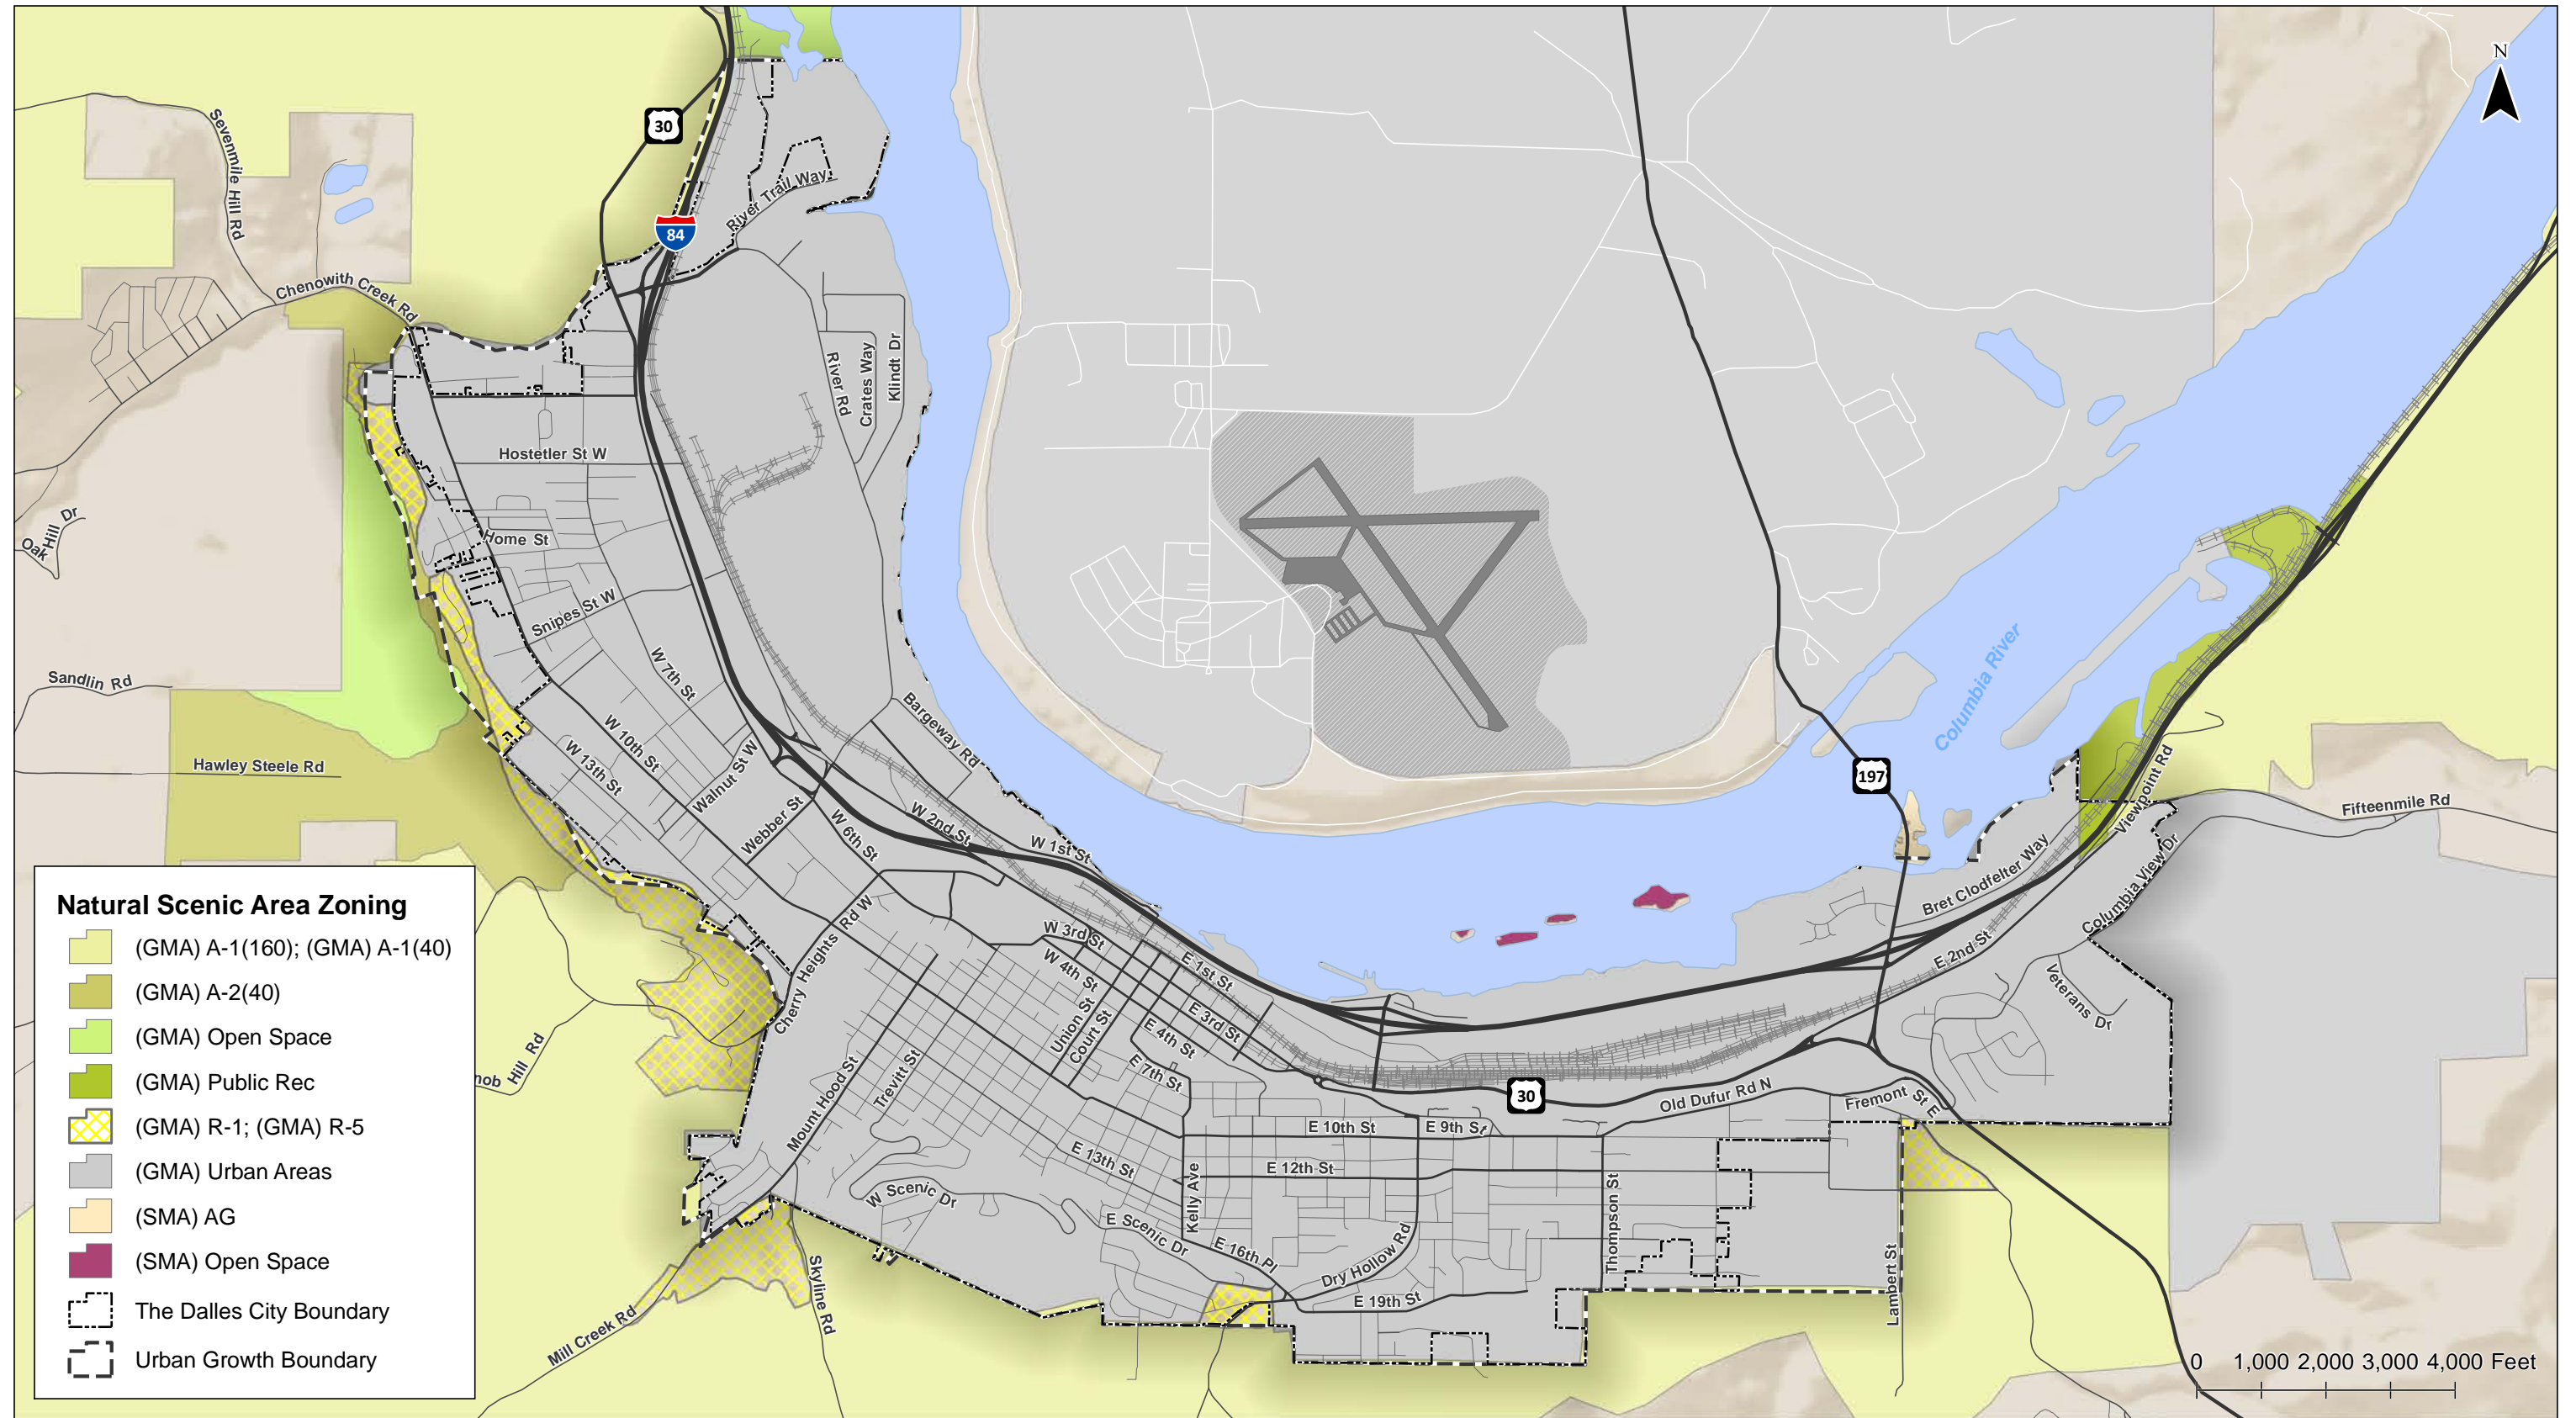 N
30
84
Sevenmile Hill Rd
River Trail Way
Chenowith Creek Rd
River Rd
Crates Way
Klindt Dr
Hostetler St W
Oak Hill Dr
Home St
Snipes St W
Sandlin Rd
W 7th St
Columbia River
Bargeway Rd
W 10th St
W 13th St
Hawley Steele Rd
Walnut St W
197
Viewpoint Rd
Fifteenmile Rd
Webber St
W 6th St
W 2nd St
W 1st St
Bret Clodfelter Way
Columbia View Dr
Cherry Heights Rd W
W 3rd St
W 4th St
E 1st St
E 2nd St
Veterans Dr
Union St
Court St
E 3rd St
E 4th St
E 7th St
Hill Rd
Mount Hood St
Trevitt St
30
Old Dufur Rd N
Fremont St E
E 10th St
E 9th St
E 13th St
E 12th St
Kelly Ave
Thompson St
W Scenic Dr
E Scenic Dr
E 16th Pl
Dry Hollow Rd
E 19th St
Lambert St
Skyline Rd
Mill Creek Rd
Natural Scenic Area Zoning
(GMA) A-1(160); (GMA) A-1(40)
(GMA) A-2(40)
(GMA) Open Space
(GMA) Public Rec
(GMA) R-1; (GMA) R-5
(GMA) Urban Areas
(SMA) AG
(SMA) Open Space
The Dalles City Boundary
Urban Growth Boundary
0 1,000 2,000 3,000 4,000 Feet